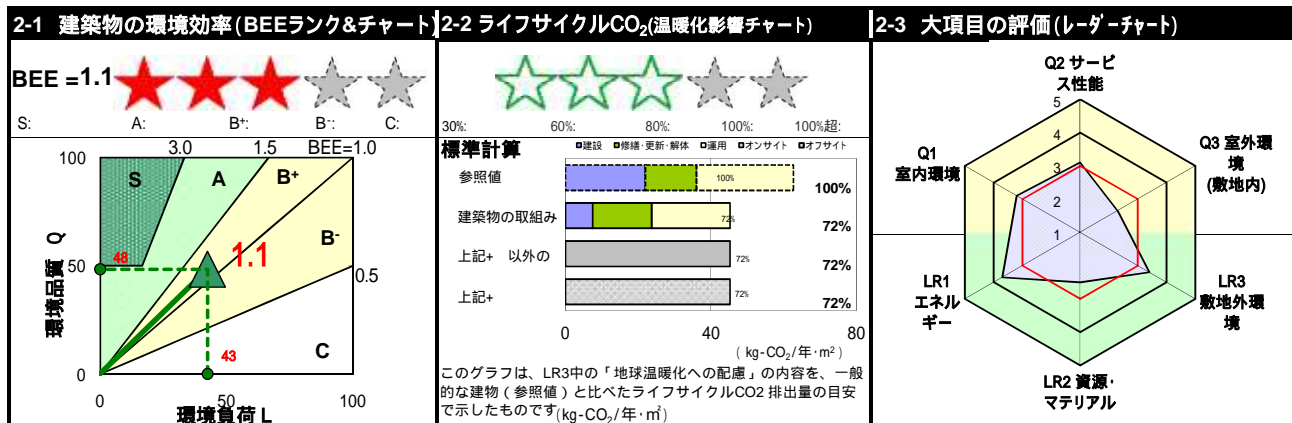 2-1 建築物の環境効率(BEEランク&チャート)
BEE = 1.1
S: A: B⁺: B⁻: C:
3.0 1.5 BEE=1.0
100
S A B⁺
B⁻
環境品質 Q
48
50
1.1
0.5
43
C
0
0 50 100
環境負荷 L
2-2 ライフサイクルCO₂(温暖化影響チャート)
30%: 60%: 80%: 100%: 100%超:
標準計算
建設 修繕・更新・解体 運用 オンサイト オフサイト
参照値 100% 100%
建築物の取組み 72% 72%
上記+ 以外の 72% 72%
上記+ 72% 72%
0 40 80
( kg-CO₂/年・m² )
このグラフは、LR3中の「地球温暖化への配慮」の内容を、一般
的な建物(参照値)と比べたライフサイクルCO2 排出量の目安
で示したものです(kg-CO₂/年・㎡)
2-3 大項目の評価(レーダーチャート)
Q2 サービ
ス性能
5
4
3
2
1
Q1
室内環境
Q3 室外環
境
(敷地内)
LR1
エネル
ギー
LR3
敷地外環
境
LR2 資源・
マテリアル